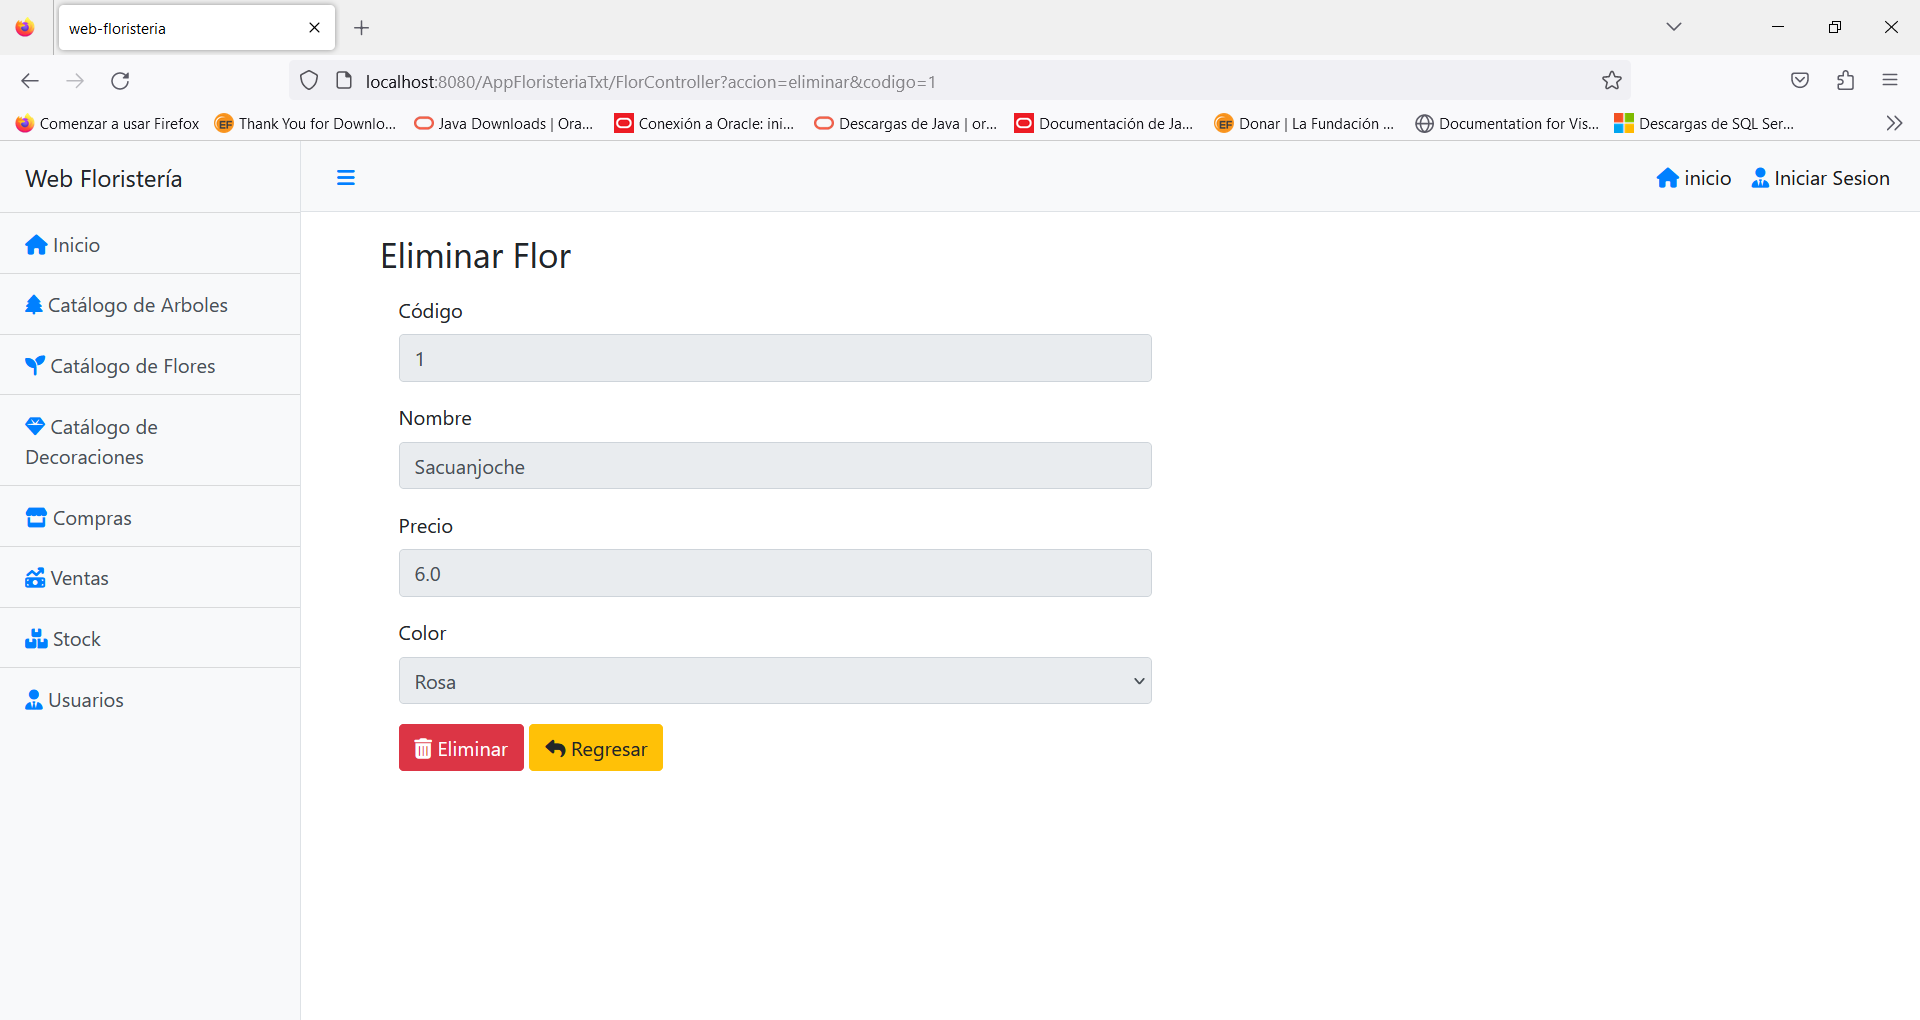 web-floristeria
localhost:8080/AppFloristeriaTxt/FlorController?accion=eliminar&codigo=1
Comenzar a usar Firefox
Thank You for Downlo...
Java Downloads | Ora...
Conexión a Oracle: ini...
Descargas de Java | or...
Documentación de Ja...
Donar | La Fundación ...
Documentation for Vis...
Descargas de SQL Ser...
Web Floristería
inicio
Iniciar Sesion
Inicio
Catálogo de Arboles
Catálogo de Flores
Catálogo de
Decoraciones
Compras
Ventas
Stock
Usuarios
Eliminar Flor
Código
1
Nombre
Sacuanjoche
Precio
6.0
Color
Rosa
Eliminar
Regresar